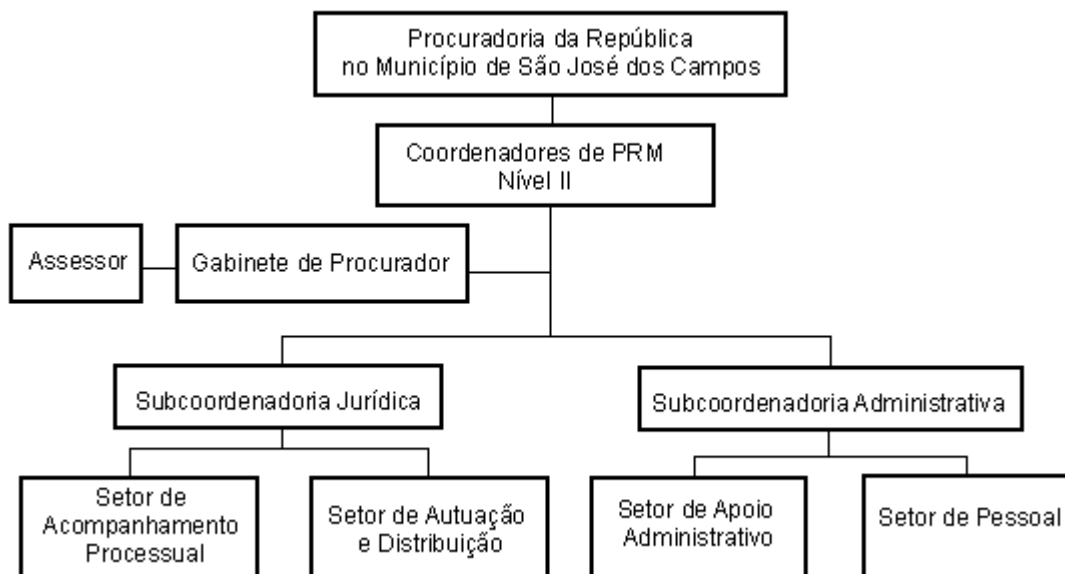 Procuradoria da República
no Município de São José dos Campos
Coordenadores de PRM
Nível II
Assessor
Gabinete de Procurador
Subcoordenadoria Jurídica
Subcoordenadoria Administrativa
Setor de
Acompanhamento
Processual
Setor de Autuação
e Distribuição
Setor de Apoio
Administrativo
Setor de Pessoal